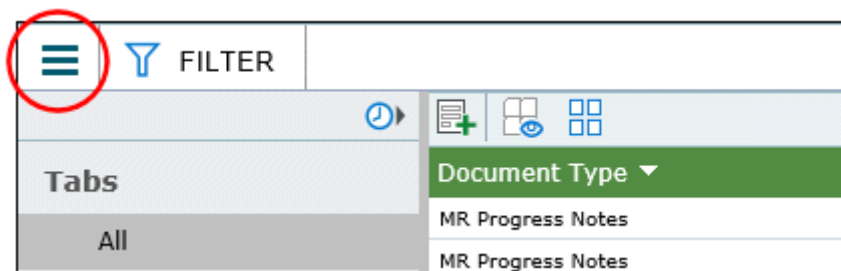 FILTER
Tabs
All
Document Type
MR Progress Notes
MR Progress Notes